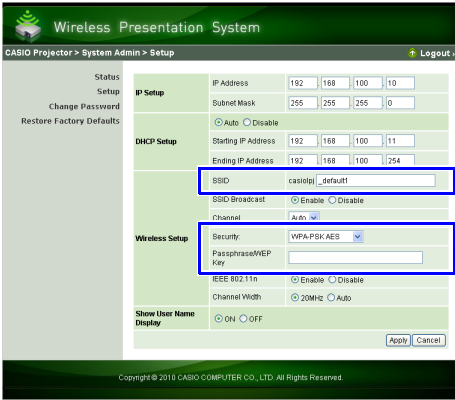 Wireless Presentation System
CASIO Projector > System Admin > Setup
Logout ›
Status
Setup
Change Password
Restore Factory Defaults
IP Setup
IP Address 192 . 168 . 100 . 10
Subnet Mask 255 . 255 . 255 . 0
DHCP Setup
Auto Disable
Starting IP Address 192 . 168 . 100 . 11
Ending IP Address 192 . 168 . 100 . 254
Wireless Setup
SSID casiolpj _default1
SSID Broadcast Enable Disable
Channel Auto
Security: WPA-PSK AES
Passphrase/WEP
Key
IEEE 802.11n Enable Disable
Channel Width 20MHz Auto
Show User Name
Display
ON OFF
Apply Cancel
Copyright © 2010 CASIO COMPUTER CO., LTD. All Rights Reserved.